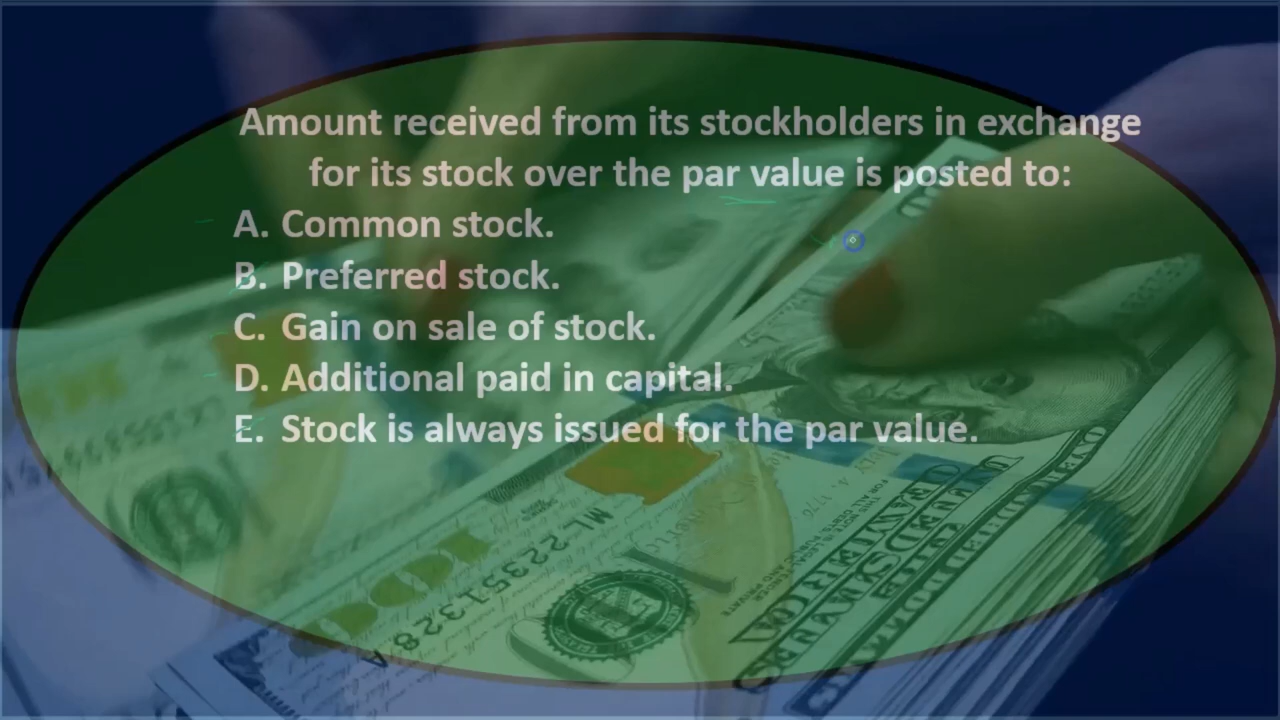 Amount received from its stockholders in exchange
for its stock over the par value is posted to:
A. Common stock.
B. Preferred stock.
C. Gain on sale of stock.
D. Additional paid in capital.
E. Stock is always issued for the par value.
ML 22351328
A